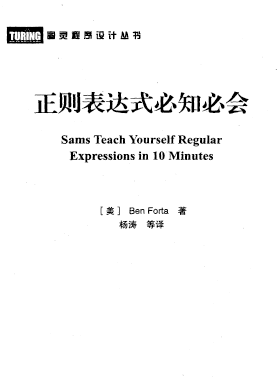 TURING 图灵程序设计丛书
正则表达式必知必会
Sams Teach Yourself Regular
Expressions in 10 Minutes
[美] Ben Forta 著
杨涛 等译